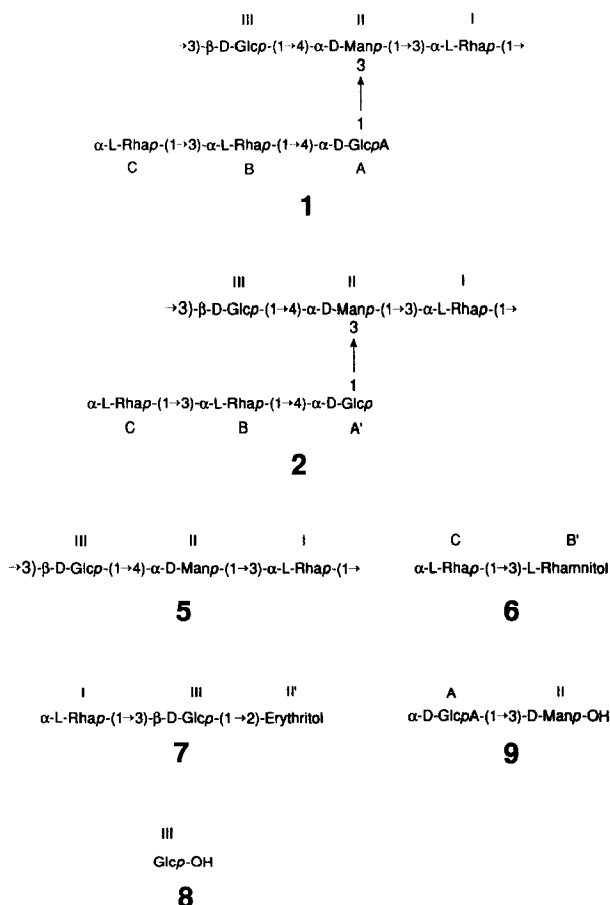 III II I
→3)-β-D-Glcp-(1→4)-α-D-Manp-(1→3)-α-L-Rhap-(1→
3
1
α-L-Rhap-(1→3)-α-L-Rhap-(1→4)-α-D-GlcpA
C B A
1
III II I
→3)-β-D-Glcp-(1→4)-α-D-Manp-(1→3)-α-L-Rhap-(1→
3
1
α-L-Rhap-(1→3)-α-L-Rhap-(1→4)-α-D-Glcp
C B A'
2
III II I
→3)-β-D-Glcp-(1→4)-α-D-Manp-(1→3)-α-L-Rhap-(1→
5
C B'
α-L-Rhap-(1→3)-L-Rhamnitol
6
I III II'
α-L-Rhap-(1→3)-β-D-Glcp-(1→2)-Erythritol
7
A II
α-D-GlcpA-(1→3)-D-Manp-OH
9
III
Glcp-OH
8